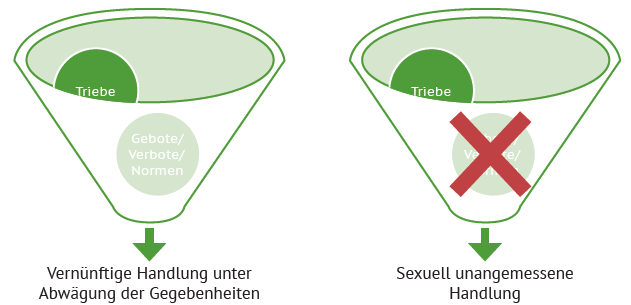 Triebe
Gebote/
Verbote/
Normen
Vernünftige Handlung unter
Abwägung der Gegebenheiten
Triebe
Sexuell unangemessene
Handlung